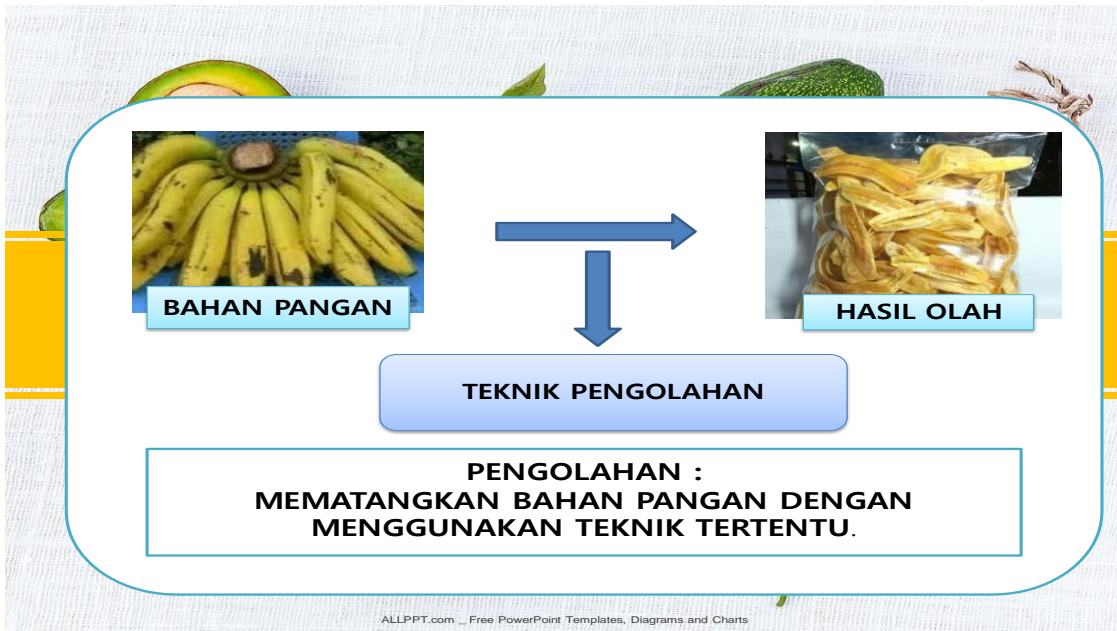 BAHAN PANGAN
HASIL OLAH
TEKNIK PENGOLAHAN
PENGOLAHAN :
MEMATANGKAN BAHAN PANGAN DENGAN
MENGGUNAKAN TEKNIK TERTENTU.
ALLPPT.com _ Free PowerPoint Templates, Diagrams and Charts